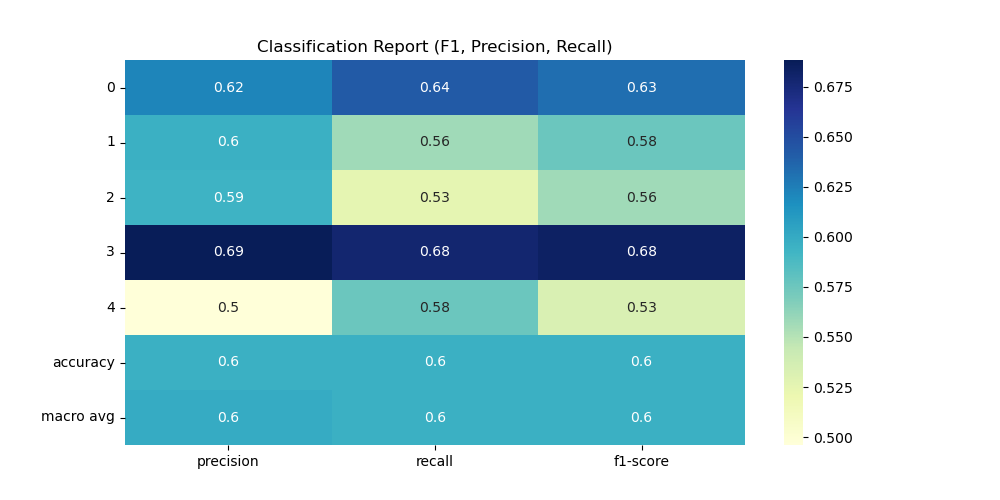 Classification Report (F1, Precision, Recall)
0 0.62 0.64 0.63
1 0.6 0.56 0.58
2 0.59 0.53 0.56
3 0.69 0.68 0.68
4 0.5 0.58 0.53
accuracy 0.6 0.6 0.6
macro avg 0.6 0.6 0.6
precision recall f1-score
0.675
0.650
0.625
0.600
0.575
0.550
0.525
0.500